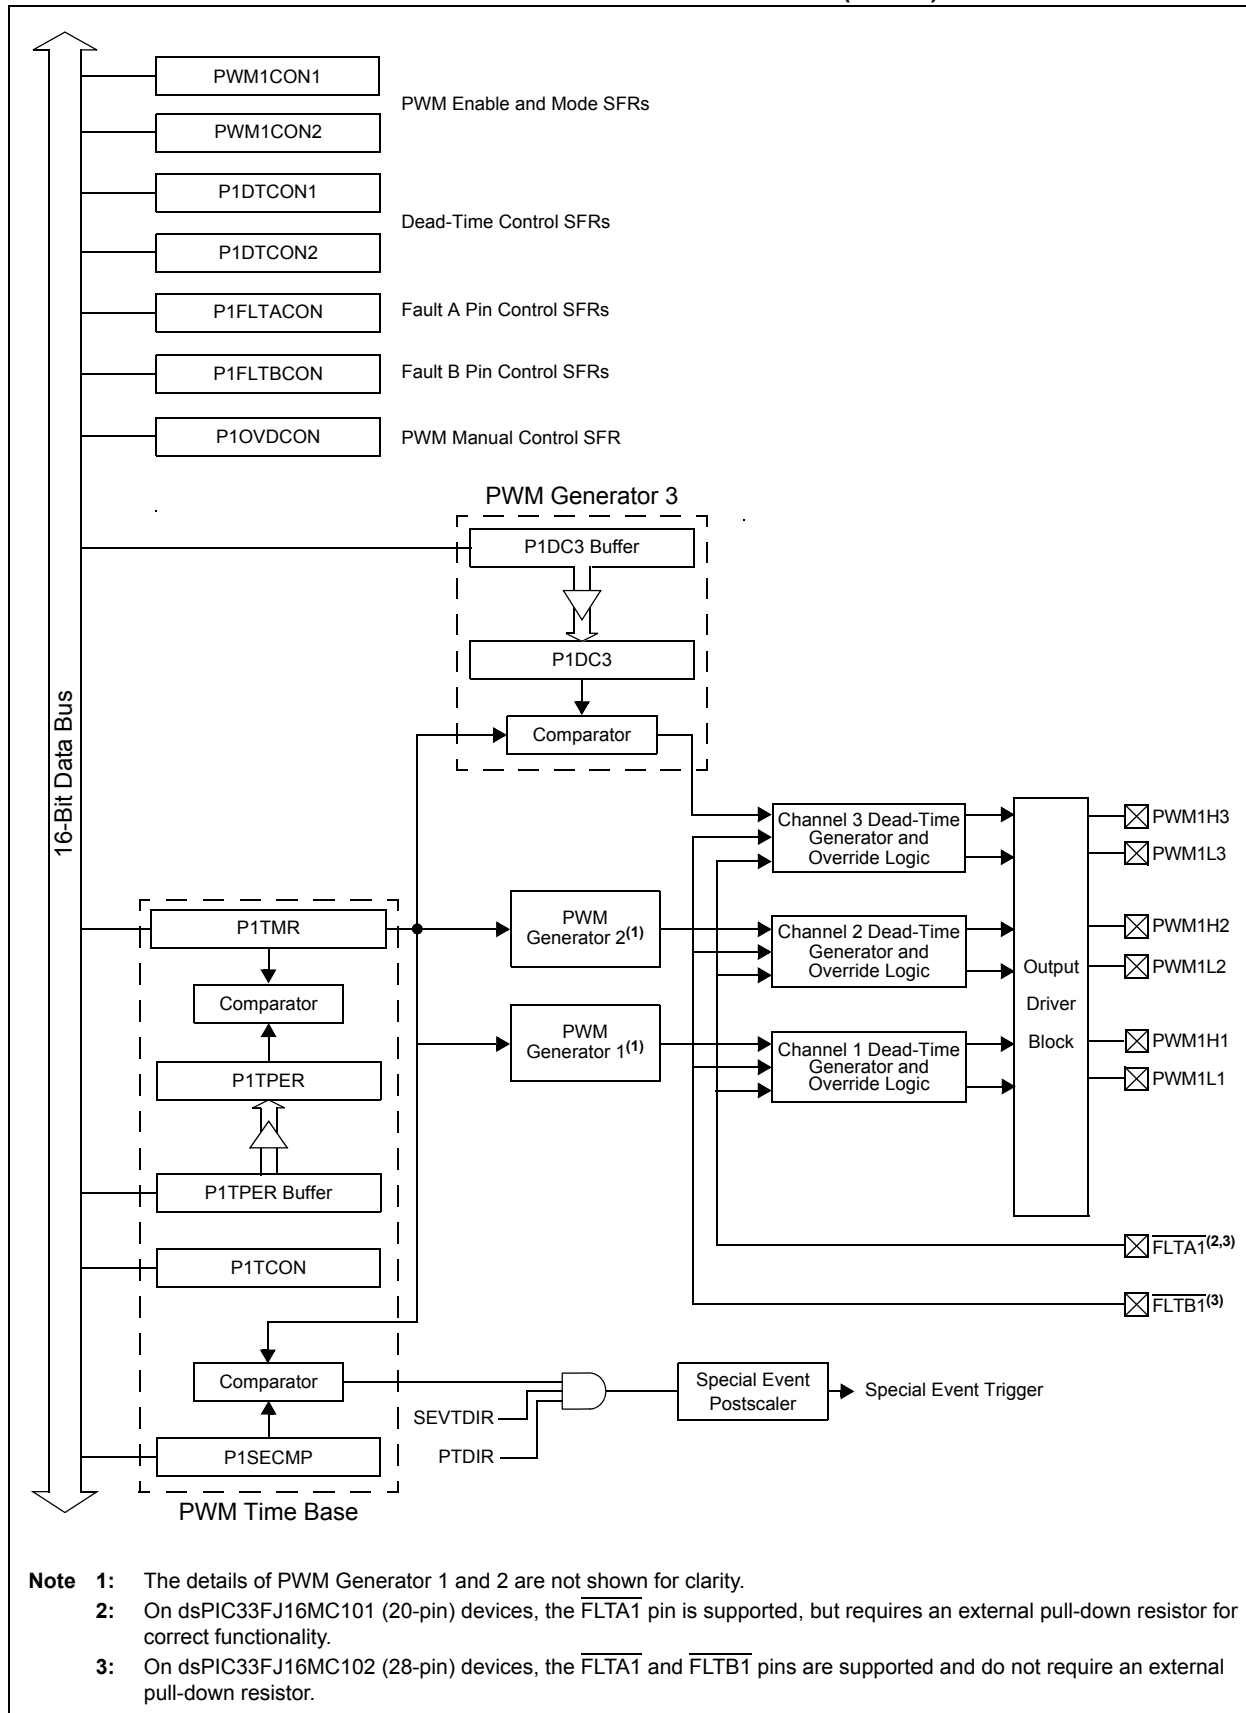 PWM1CON1
PWM Enable and Mode SFRs
PWM1CON2
P1DTCON1
Dead-Time Control SFRs
P1DTCON2
P1FLTACON
Fault A Pin Control SFRs
P1FLTBCON
Fault B Pin Control SFRs
P1OVDCON
PWM Manual Control SFR
PWM Generator 3
P1DC3 Buffer
P1DC3
Comparator
16-Bit Data Bus
Channel 3 Dead-Time
Generator and
Override Logic
PWM1H3
PWM1L3
P1TMR
PWM
Generator 2(1)
Channel 2 Dead-Time
Generator and
Override Logic
PWM1H2
PWM1L2
Comparator
Output
Driver
Block
PWM
Generator 1(1)
Channel 1 Dead-Time
Generator and
Override Logic
PWM1H1
PWM1L1
P1TPER
P1TPER Buffer
FLTA1(2,3)
P1TCON
FLTB1(3)
Comparator
SEVTDIR
PTDIR
Special Event
Postscaler
Special Event Trigger
P1SECMP
PWM Time Base
Note 1: The details of PWM Generator 1 and 2 are not shown for clarity.
2: On dsPIC33FJ16MC101 (20-pin) devices, the FLTA1 pin is supported, but requires an external pull-down resistor for
correct functionality.
3: On dsPIC33FJ16MC102 (28-pin) devices, the FLTA1 and FLTB1 pins are supported and do not require an external
pull-down resistor.